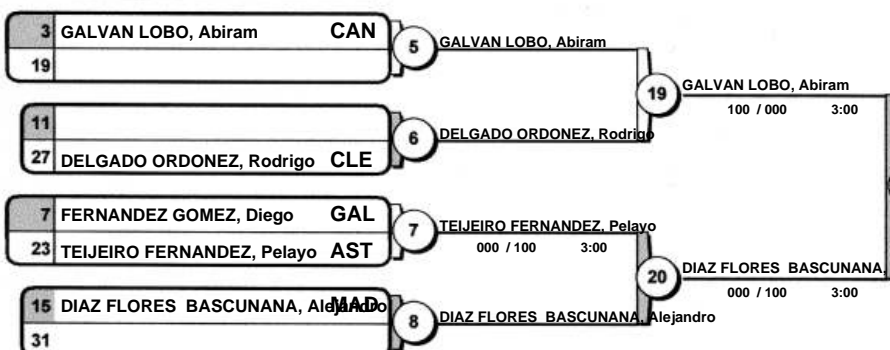 3 GALVAN LOBO, Abiram CAN
19
5 GALVAN LOBO, Abiram
11
27 DELGADO ORDONEZ, Rodrigo CLE
6 DELGADO ORDONEZ, Rodrigo
19 GALVAN LOBO, Abiram
100 / 000 3:00
7 FERNANDEZ GOMEZ, Diego GAL
23 TEIJEIRO FERNANDEZ, Pelayo AST
7 TEIJEIRO FERNANDEZ, Pelayo
000 / 100 3:00
15 DIAZ FLORES BASCUNANA, Alejandro MAD
31
8 DIAZ FLORES BASCUNANA, Alejandro
20 DIAZ FLORES BASCUNANA,
000 / 100 3:00